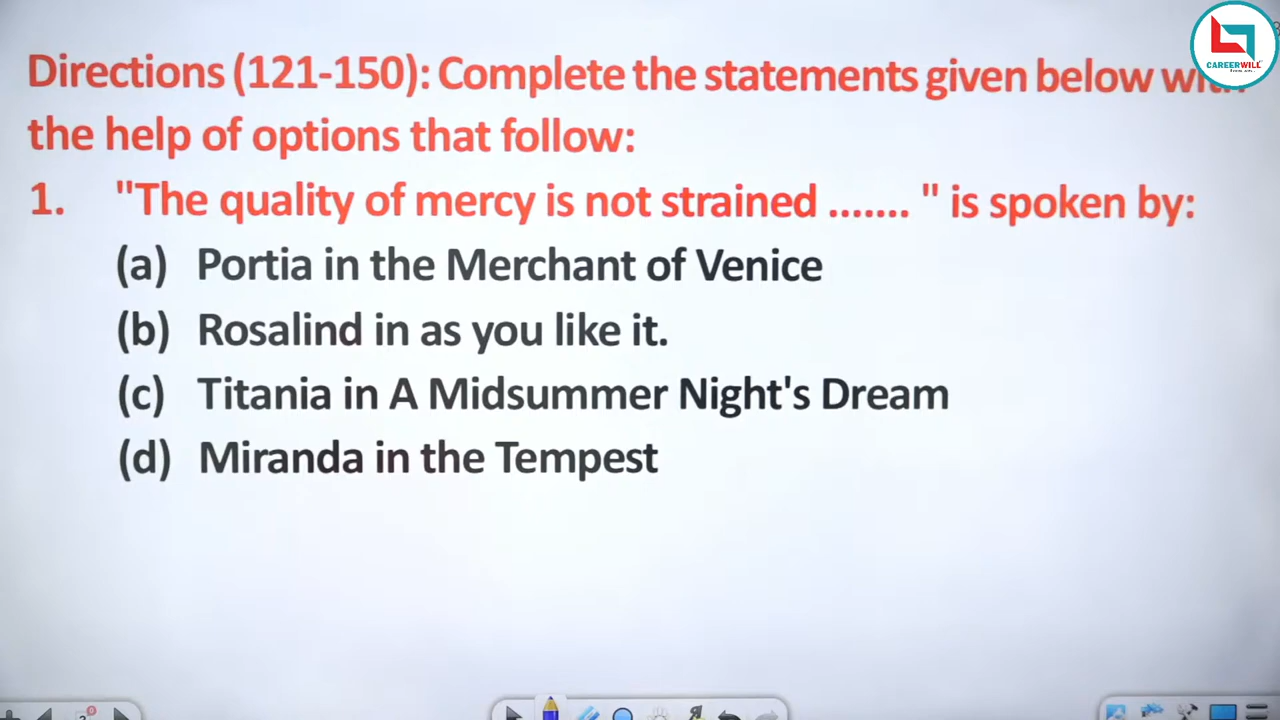 CAREERWILL
Directions (121-150): Complete the statements given below with
the help of options that follow:
1. "The quality of mercy is not strained ....... " is spoken by:
(a) Portia in the Merchant of Venice
(b) Rosalind in as you like it.
(c) Titania in A Midsummer Night's Dream
(d) Miranda in the Tempest